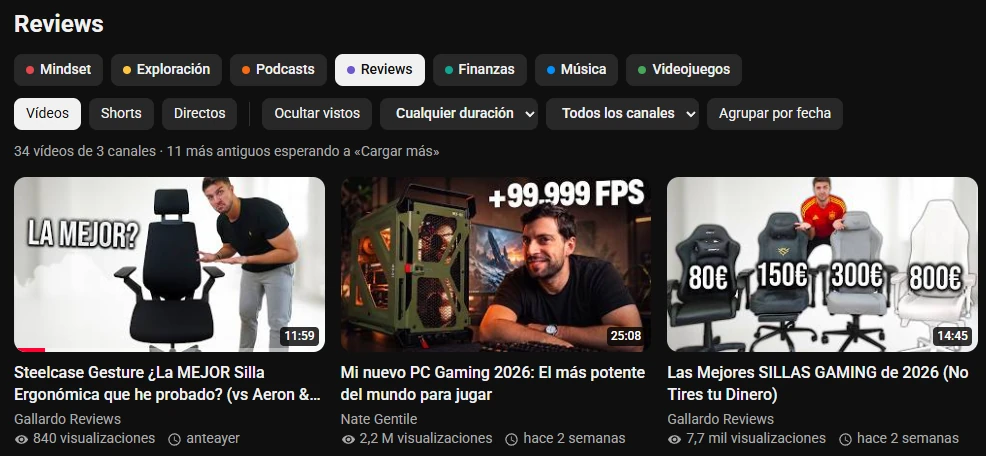 Reviews
Mindset
Exploración
Podcasts
Reviews
Finanzas
Música
Videojuegos
Vídeos
Shorts
Directos
Ocultar vistos
Cualquier duración
Todos los canales
Agrupar por fecha
34 vídeos de 3 canales · 11 más antiguos esperando a «Cargar más»
LA MEJOR?
11:59
+99.999 FPS
25:08
80€
150€
300€
800€
14:45
Steelcase Gesture ¿La MEJOR Silla
Ergonómica que he probado? (vs Aeron &...
Gallardo Reviews
840 visualizaciones
anteayer
Mi nuevo PC Gaming 2026: El más potente
del mundo para jugar
Nate Gentile
2,2 M visualizaciones
hace 2 semanas
Las Mejores SILLAS GAMING de 2026 (No
Tires tu Dinero)
Gallardo Reviews
7,7 mil visualizaciones
hace 2 semanas